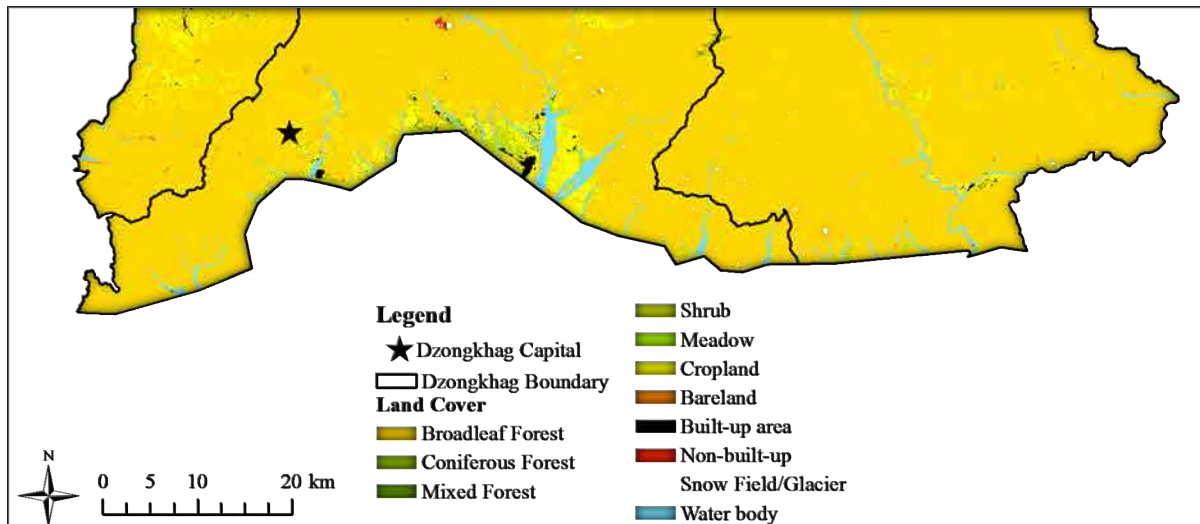 Legend
Dzongkhag Capital
Dzongkhag Boundary
Land Cover
Broadleaf Forest
Coniferous Forest
Mixed Forest
Shrub
Meadow
Cropland
Bareland
Built-up area
Non-built-up
Snow Field/Glacier
Water body
N
0 5 10 20 km